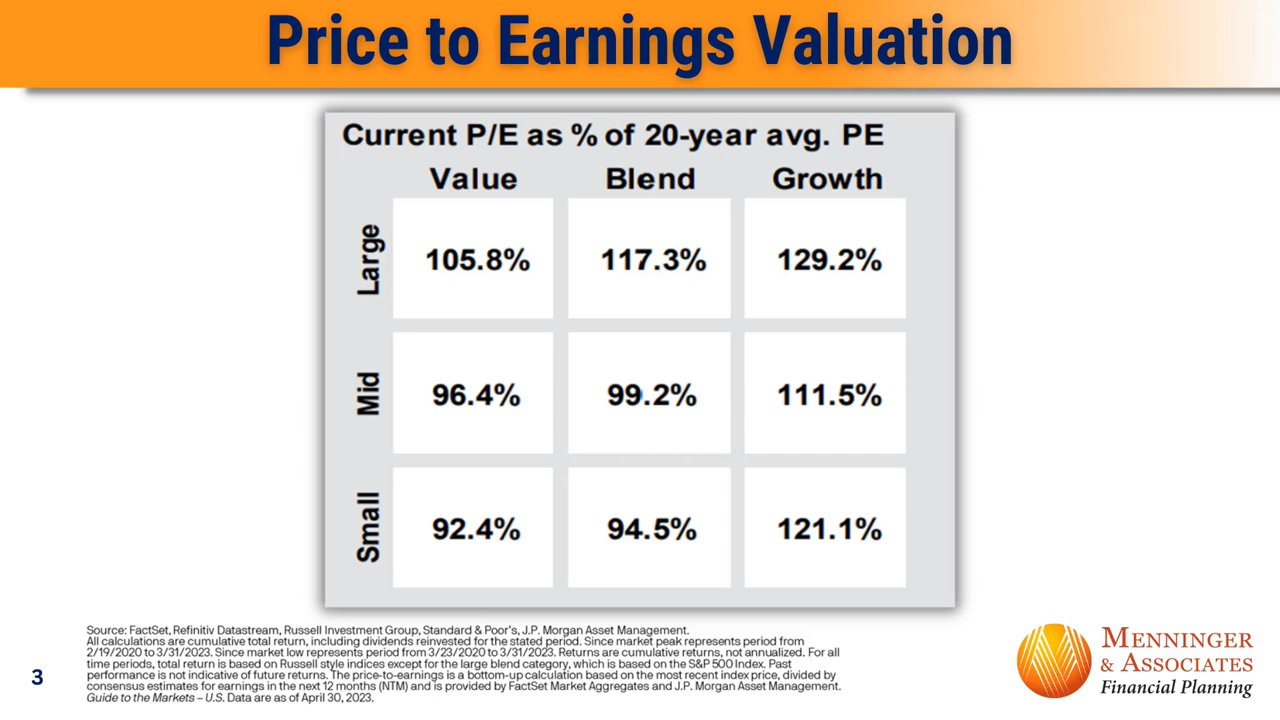 Price to Earnings Valuation
Current P/E as % of 20-year avg. PE
Value Blend Growth
Large 105.8% 117.3% 129.2%
Mid 96.4% 99.2% 111.5%
Small 92.4% 94.5% 121.1%
Source: FactSet, Refinitiv Datastream, Russell Investment Group, Standard & Poor's, J.P. Morgan Asset Management.
All calculations are cumulative total return, including dividends reinvested for the stated period. Since market peak represents period from
2/19/2020 to 3/31/2023. Since market low represents period from 3/23/2020 to 3/31/2023. Returns are cumulative returns, not annualized. For all
time periods, total return is based on Russell style indices except for the large blend category, which is based on the S&P 500 Index. Past
performance is not indicative of future returns. The price-to-earnings is a bottom-up calculation based on the most recent index price, divided by
consensus estimates for earnings in the next 12 months (NTM) and is provided by FactSet Market Aggregates and J.P. Morgan Asset Management.
Guide to the Markets – U.S. Data are as of April 30, 2023.
3
MENNINGER
& ASSOCIATES
Financial Planning